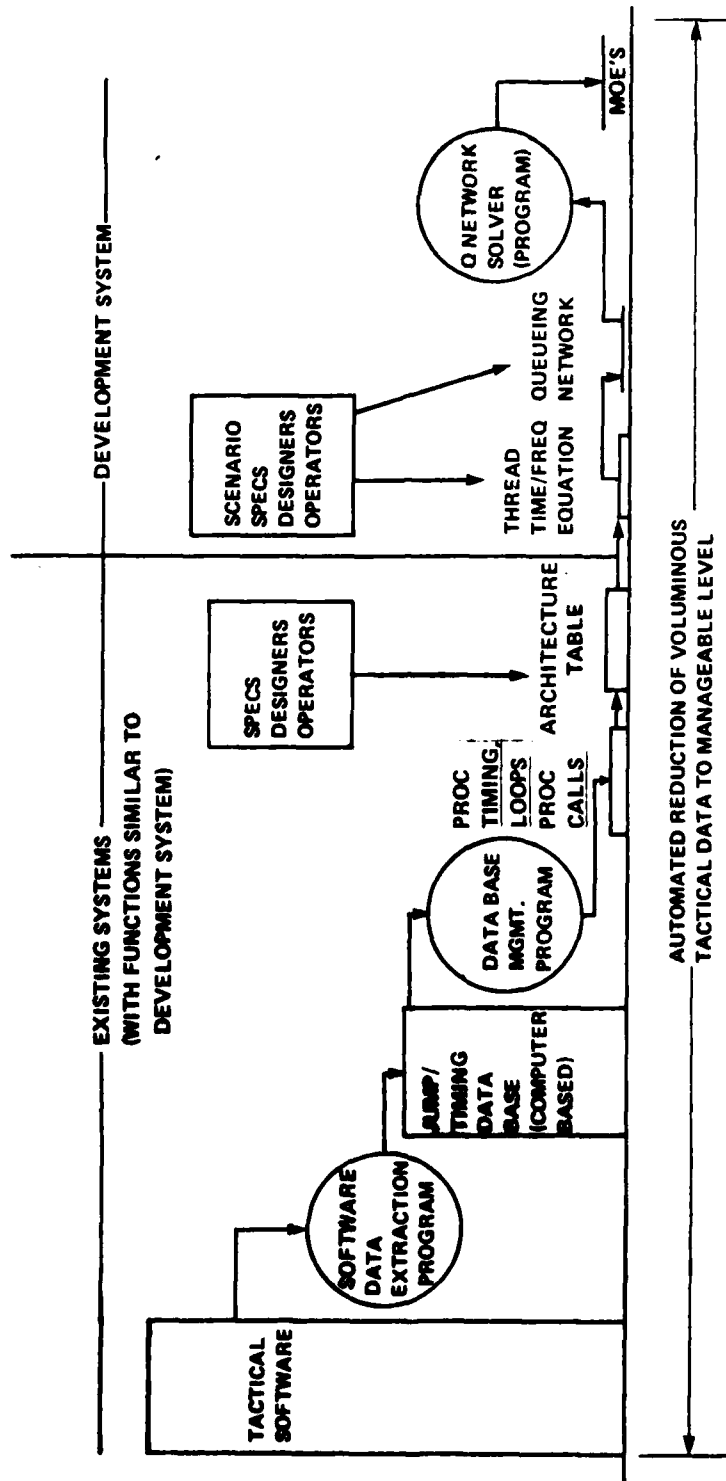 EXISTING SYSTEMS
(WITH FUNCTIONS SIMILAR TO
DEVELOPMENT SYSTEM)
DEVELOPMENT SYSTEM
TACTICAL
SOFTWARE
SOFTWARE
DATA
EXTRACTION
PROGRAM
JUMP/
TIMING
DATA
BASE
(COMPUTER
BASED)
DATA BASE
MGMT.
PROGRAM
PROC
TIMING,
LOOPS
PROC
CALLS
SPECS
DESIGNERS
OPERATORS
ARCHITECTURE
TABLE
SCENARIO
SPECS
DESIGNERS
OPERATORS
THREAD
TIME/FREQ
EQUATION
QUEUEING
NETWORK
Q NETWORK
SOLVER
(PROGRAM)
MOE'S
AUTOMATED REDUCTION OF VOLUMINOUS
TACTICAL DATA TO MANAGEABLE LEVEL